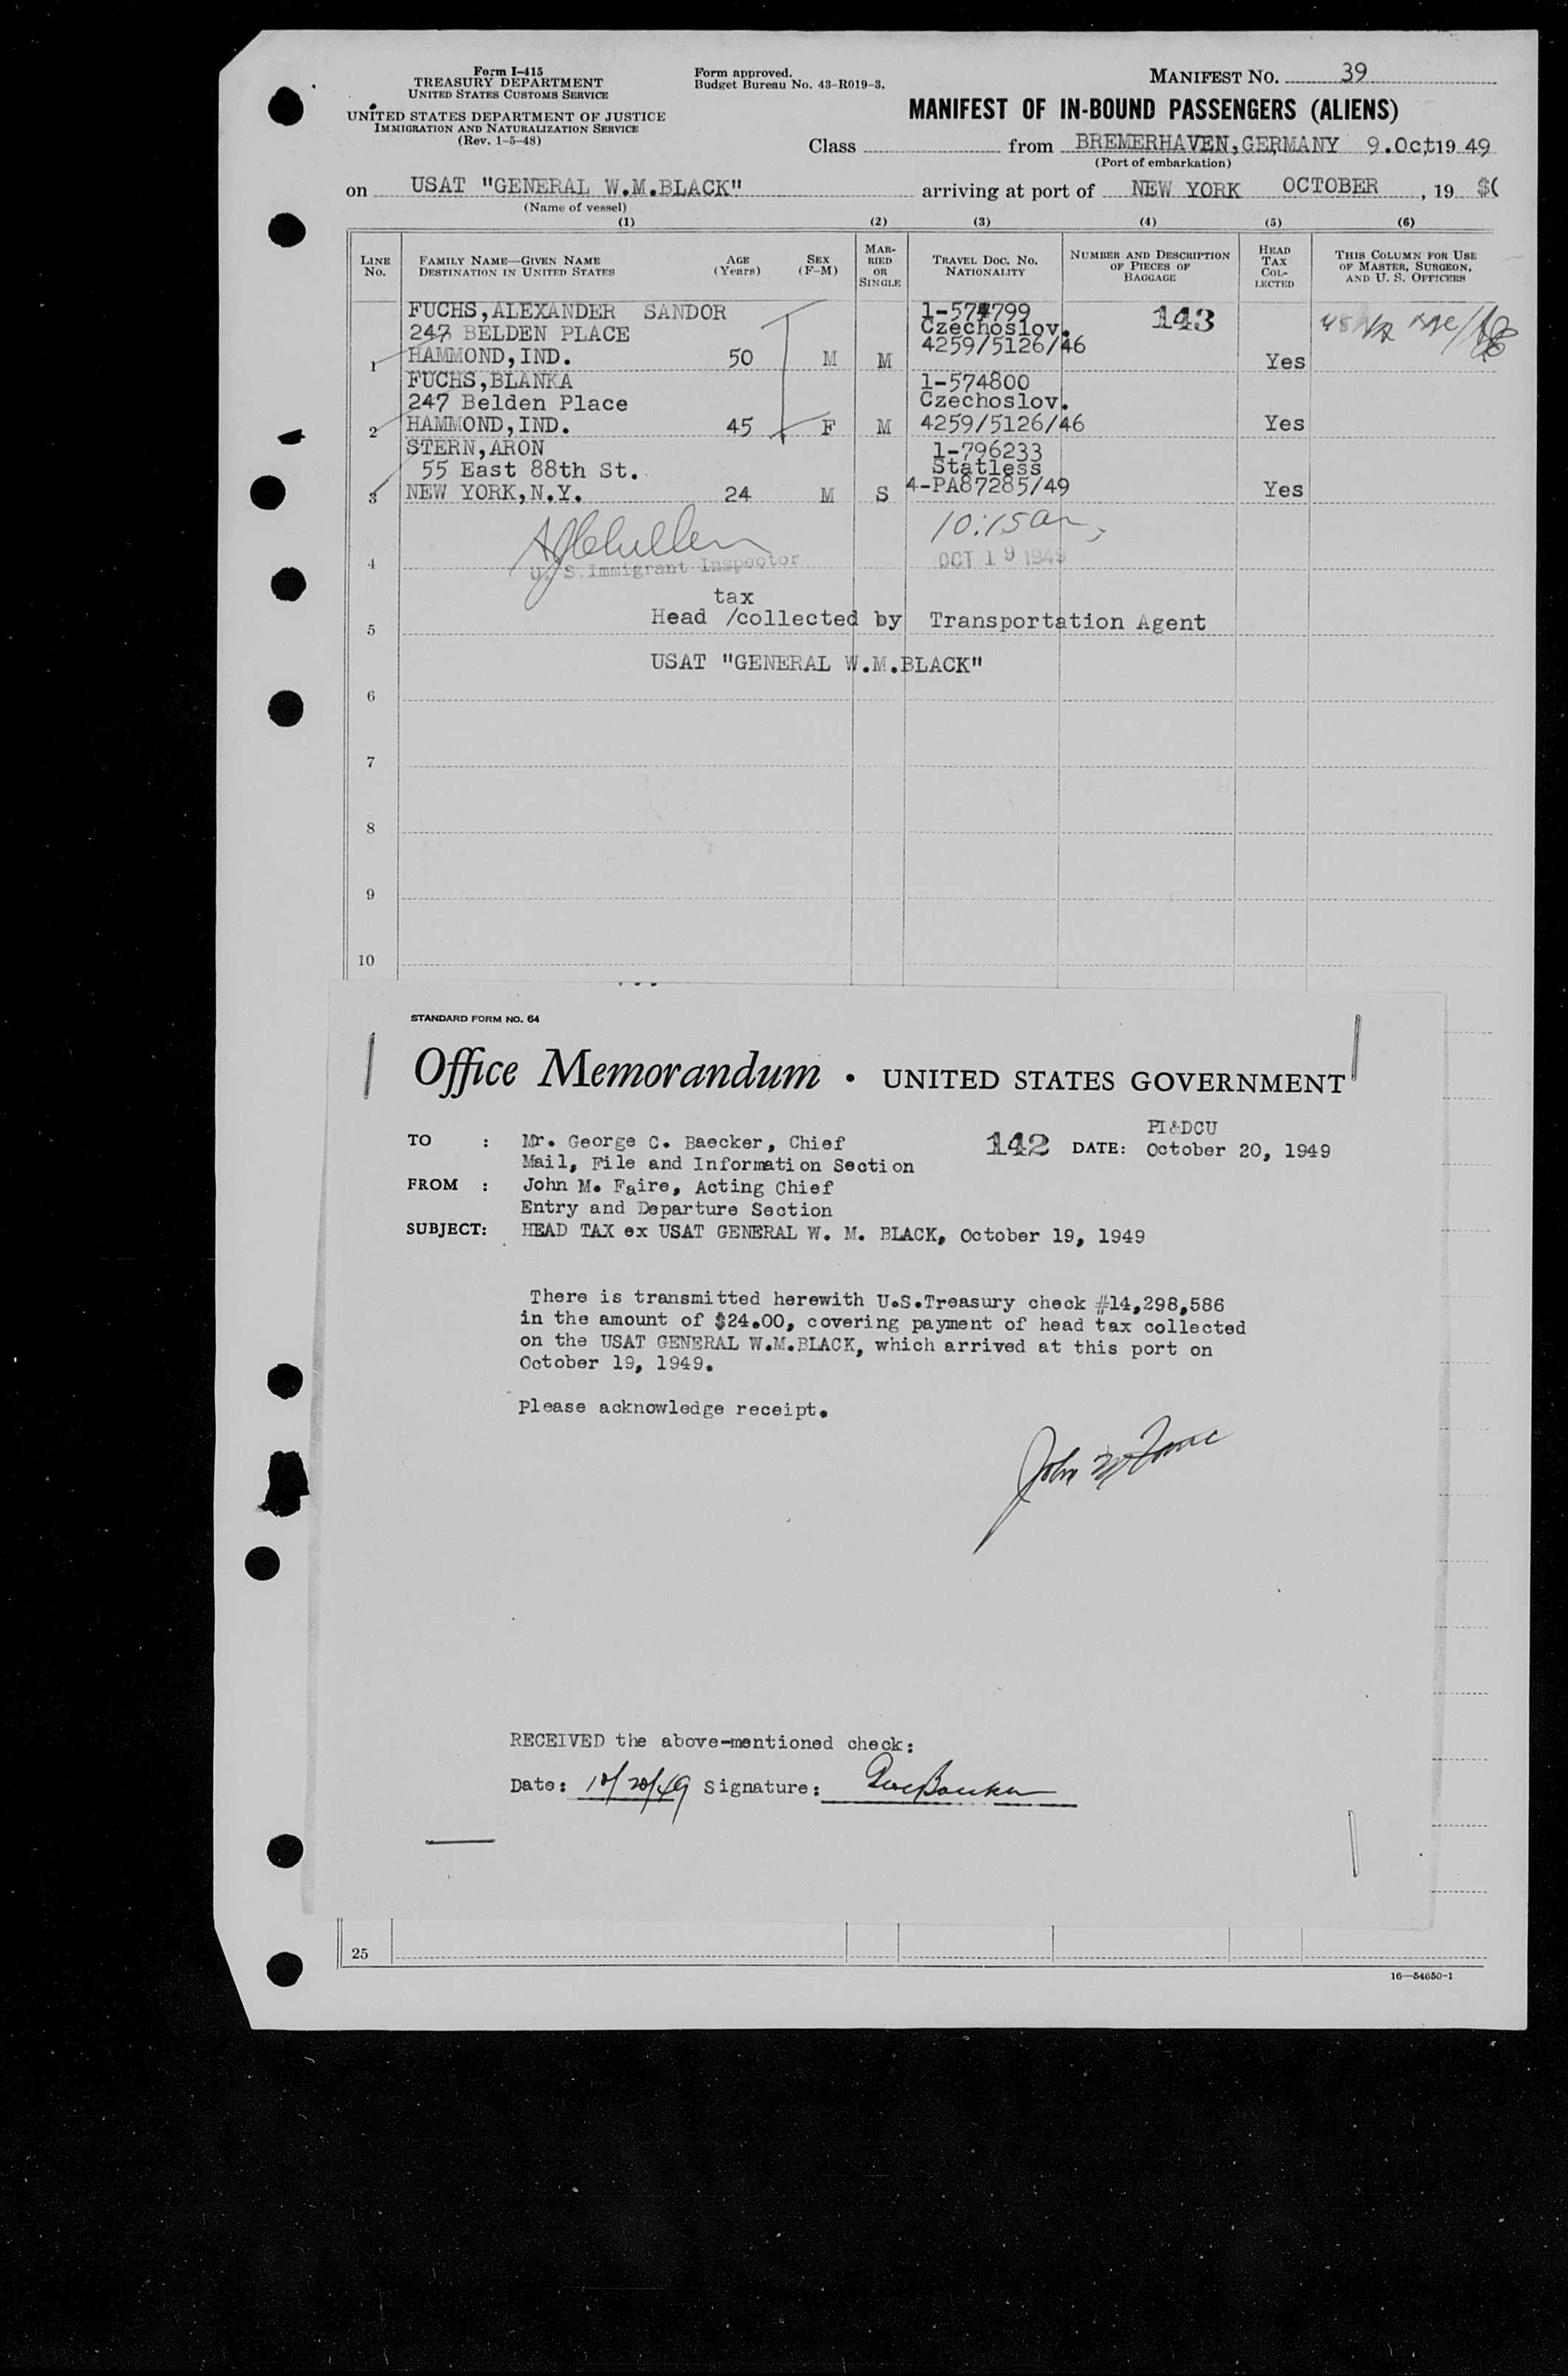 Form I-415
TREASURY DEPARTMENT
UNITED STATES CUSTOMS SERVICE
UNITED STATES DEPARTMENT OF JUSTICE
IMMIGRATION AND NATURALIZATION SERVICE
(Rev. 1-5-48)
Form approved.
Budget Bureau No. 43-R019-3.
MANIFEST NO. 39
MANIFEST OF IN-BOUND PASSENGERS (ALIENS)
Class from BREMERHAVEN, GERMANY 9.Oct 19 49
(Port of embarkation)
on USAT "GENERAL W.M.BLACK" arriving at port of NEW YORK OCTOBER, 19
(Name of vessel)
(1) (2) (3) (4) (5) (6)
LINE No. FAMILY NAME—GIVEN NAME DESTINATION IN UNITED STATES AGE (Years) SEX (F-M) MARRIED OR SINGLE TRAVEL DOC. NO. NATIONALITY NUMBER AND DESCRIPTION OF PIECES OF BAGGAGE HEAD TAX COLLECTED THIS COLUMN FOR USE OF MASTER, SURGEON, AND U. S. OFFICERS
FUCHS,ALEXANDER SANDOR 1-574799 143
247 BELDEN PLACE Czechoslov.
1 HAMMOND,IND. 50 M M 4259/5126/46 Yes
FUCHS,BLANKA 1-574800
247 Belden Place Czechoslov.
2 HAMMOND,IND. 45 F M 4259/5126/46 Yes
STERN,ARON 1-796233
55 East 88th St. Statless
3 NEW YORK,N.Y. 24 M S 4-PA87285/49 Yes
10:15 am
4 U. S. Immigrant Inspector OCT 19 1949
tax
5 Head /collected by Transportation Agent
USAT "GENERAL W.M.BLACK"
6
7
8
9
10
STANDARD FORM NO. 64
Office Memorandum • UNITED STATES GOVERNMENT
PI&DCU
TO : Mr. George C. Baecker, Chief 142 DATE: October 20, 1949
Mail, File and Information Section
FROM : John M. Faire, Acting Chief
Entry and Departure Section
SUBJECT: HEAD TAX ex USAT GENERAL W. M. BLACK, October 19, 1949
There is transmitted herewith U.S.Treasury check #14,298,586
in the amount of $24.00, covering payment of head tax collected
on the USAT GENERAL W.M.BLACK, which arrived at this port on
October 19, 1949.
Please acknowledge receipt.
John M Faire
RECEIVED the above-mentioned check:
Date: 10/20/49 Signature:
25
16—54650-1